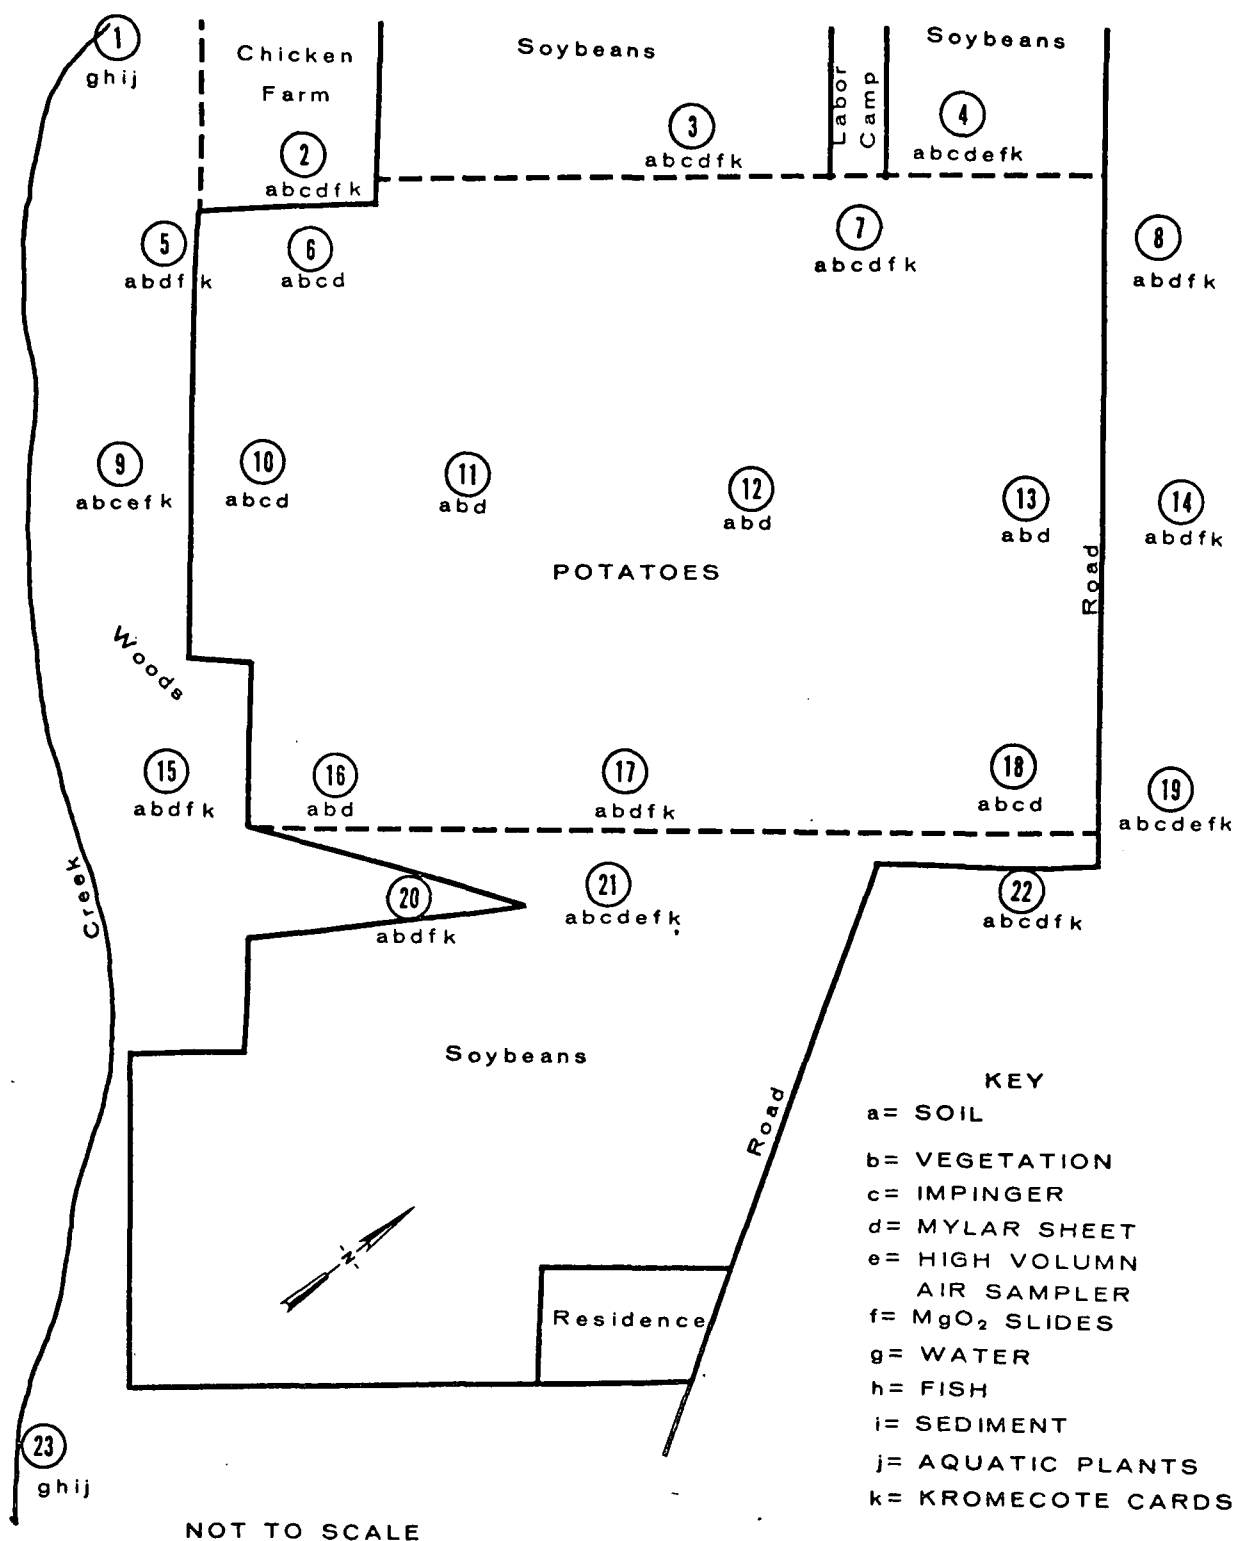 1
ghij
Chicken
Farm
2
abcdfk
Soybeans
3
abcdfk
Labor
Camp
Soybeans
4
abcdefk
5
abdfk
6
abcd
7
abcdfk
8
abdfk
9
abcefk
10
abcd
11
abd
12
abd
13
abd
14
abdfk
POTATOES
Road
Woods
15
abdfk
16
abd
17
abdfk
18
abcd
19
abcdefk
Creek
20
abdfk
21
abcdefk,
22
abcdfk
Soybeans
Road
N
Residence
KEY
a= SOIL
b= VEGETATION
c= IMPINGER
d= MYLAR SHEET
e= HIGH VOLUMN
AIR SAMPLER
f= MgO₂ SLIDES
g= WATER
h= FISH
i= SEDIMENT
j= AQUATIC PLANTS
k= KROMECOTE CARDS
23
ghij
NOT TO SCALE